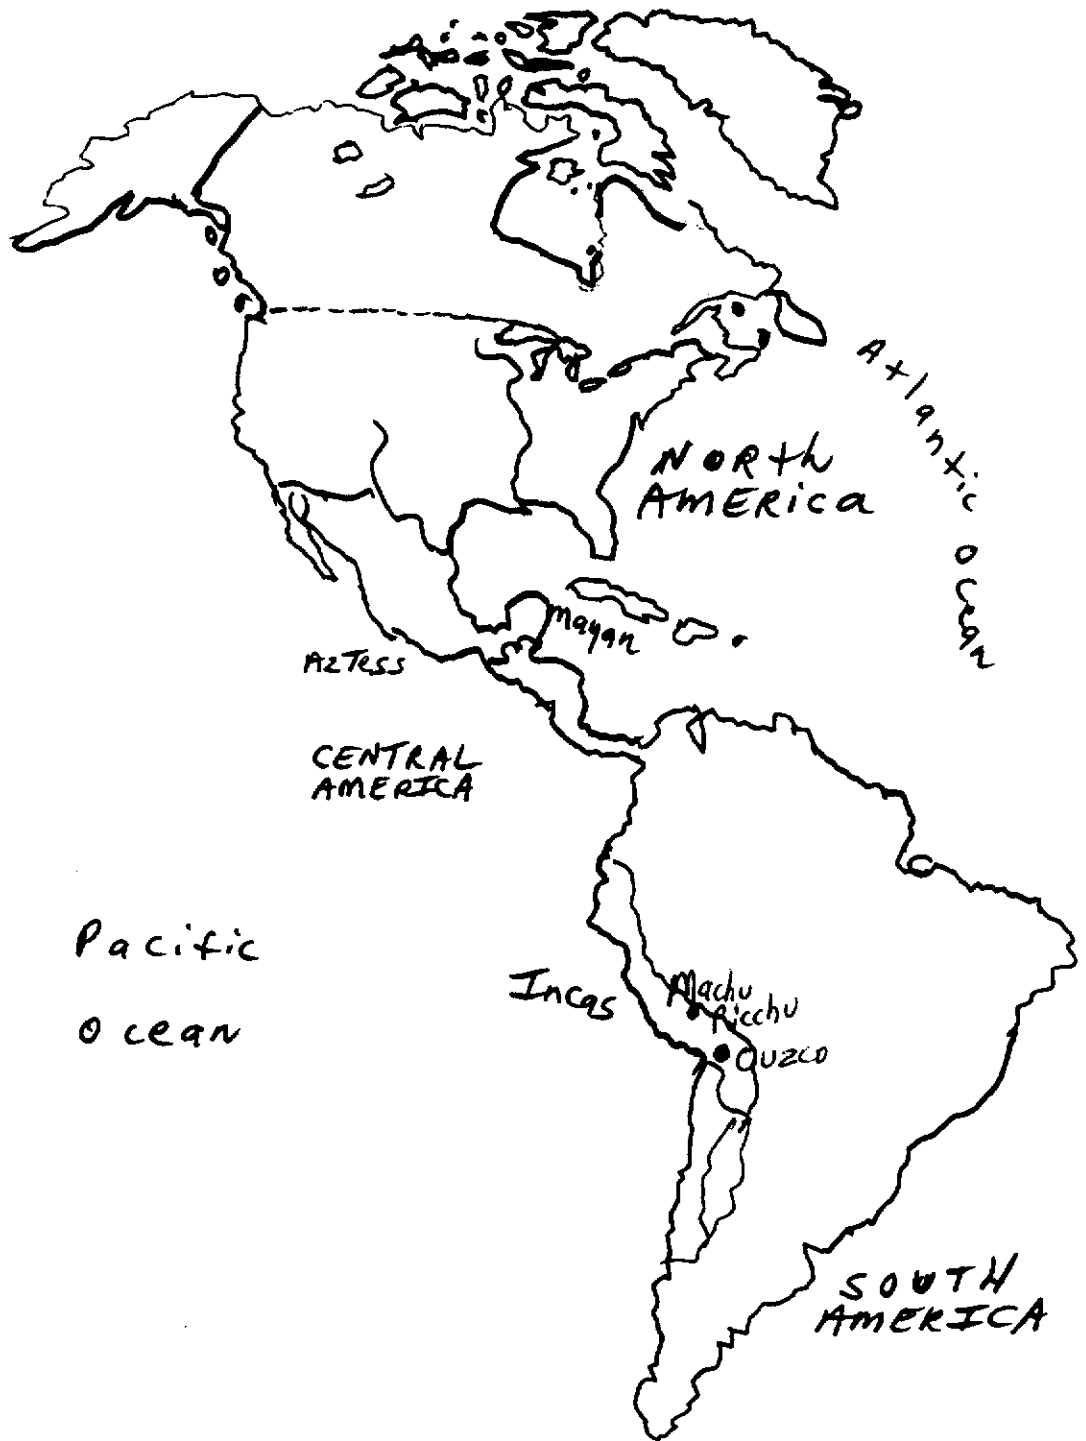 Atlantic Ocean
NORth
AMERicA
Mayan
AzTess
CENTRAL
AMERICA
Pacific
Ocean
Incas
Machu
Picchu
Cuzco
SOUTH
AMERICA